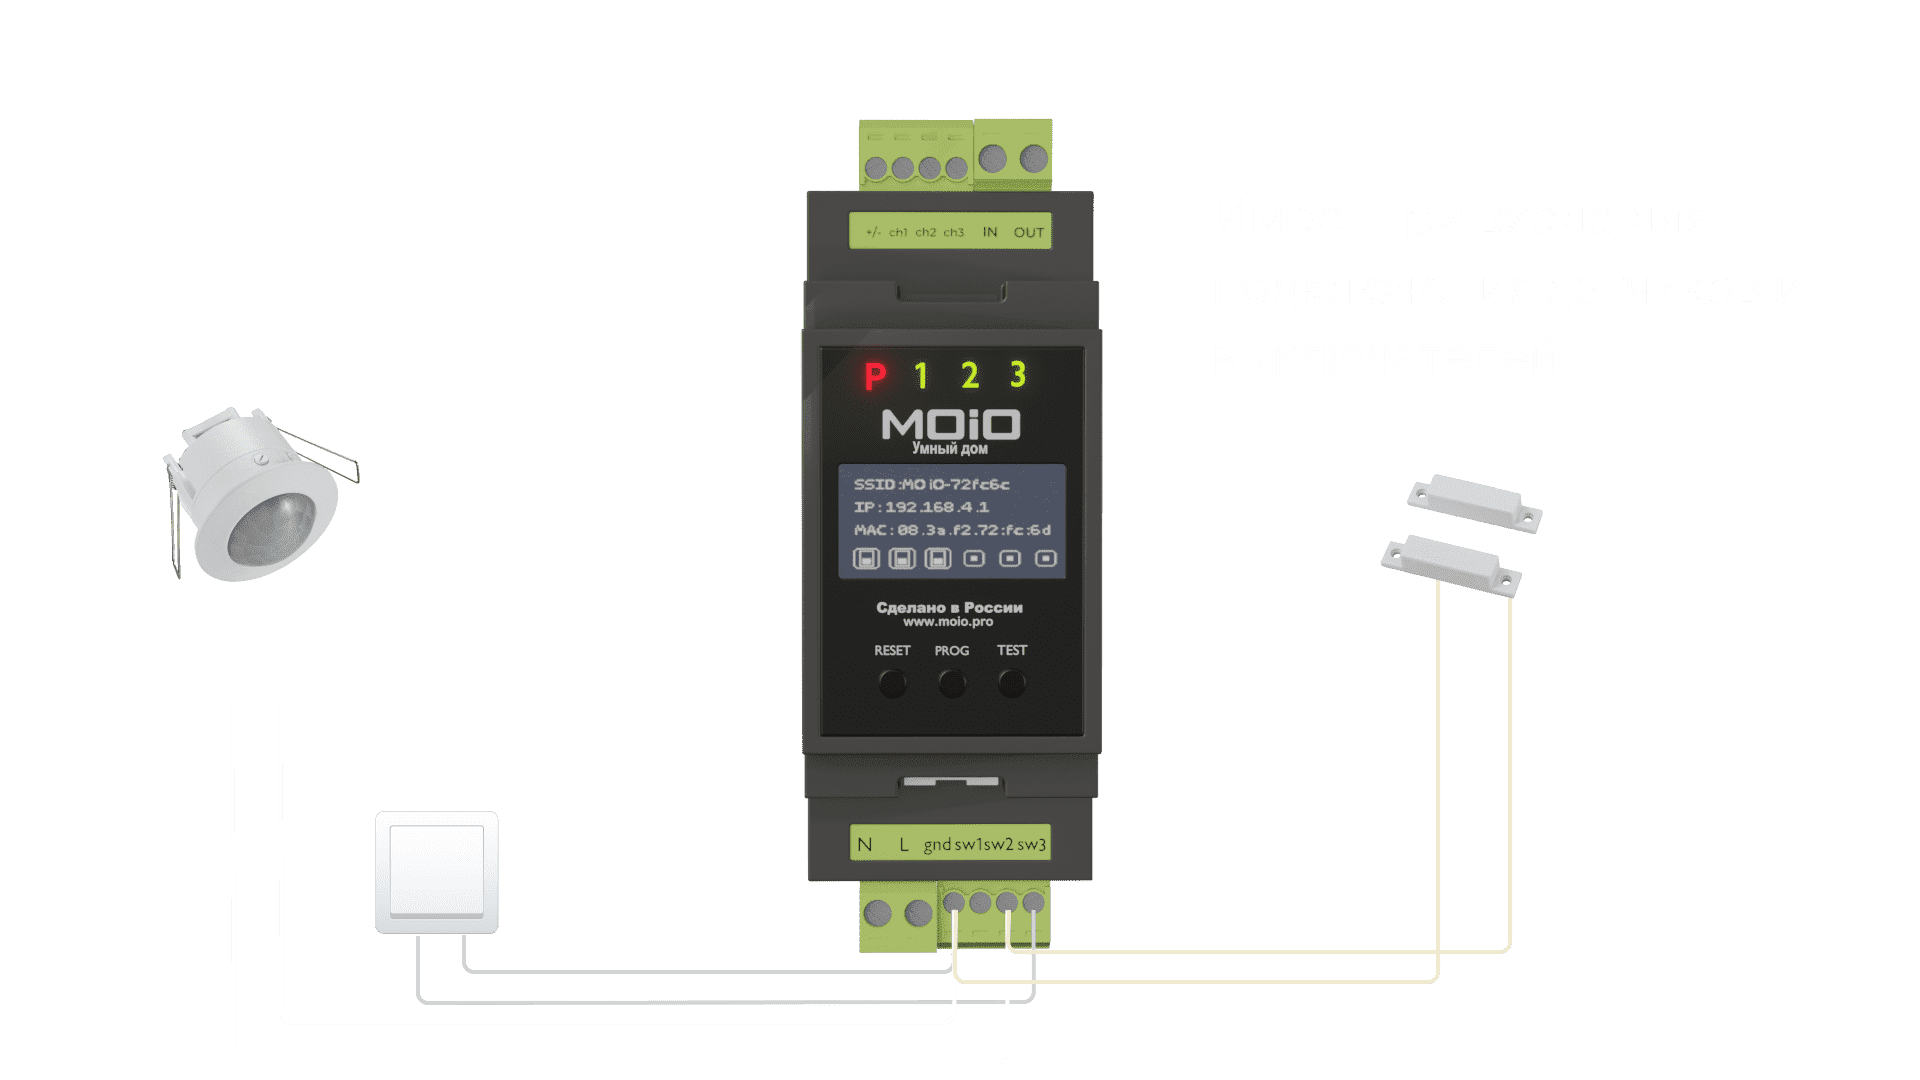 +/- ch1 ch2 ch3 IN OUT
P 1 2 3
MOiO
Умный дом
SSID:MOiO-72fc6c
IP:192.168.4.1
MAC:08.3a.f2.72:fc:6d
Сделано в России
www.moio.pro
RESET PROG TEST
N L gnd sw1 sw2 sw3